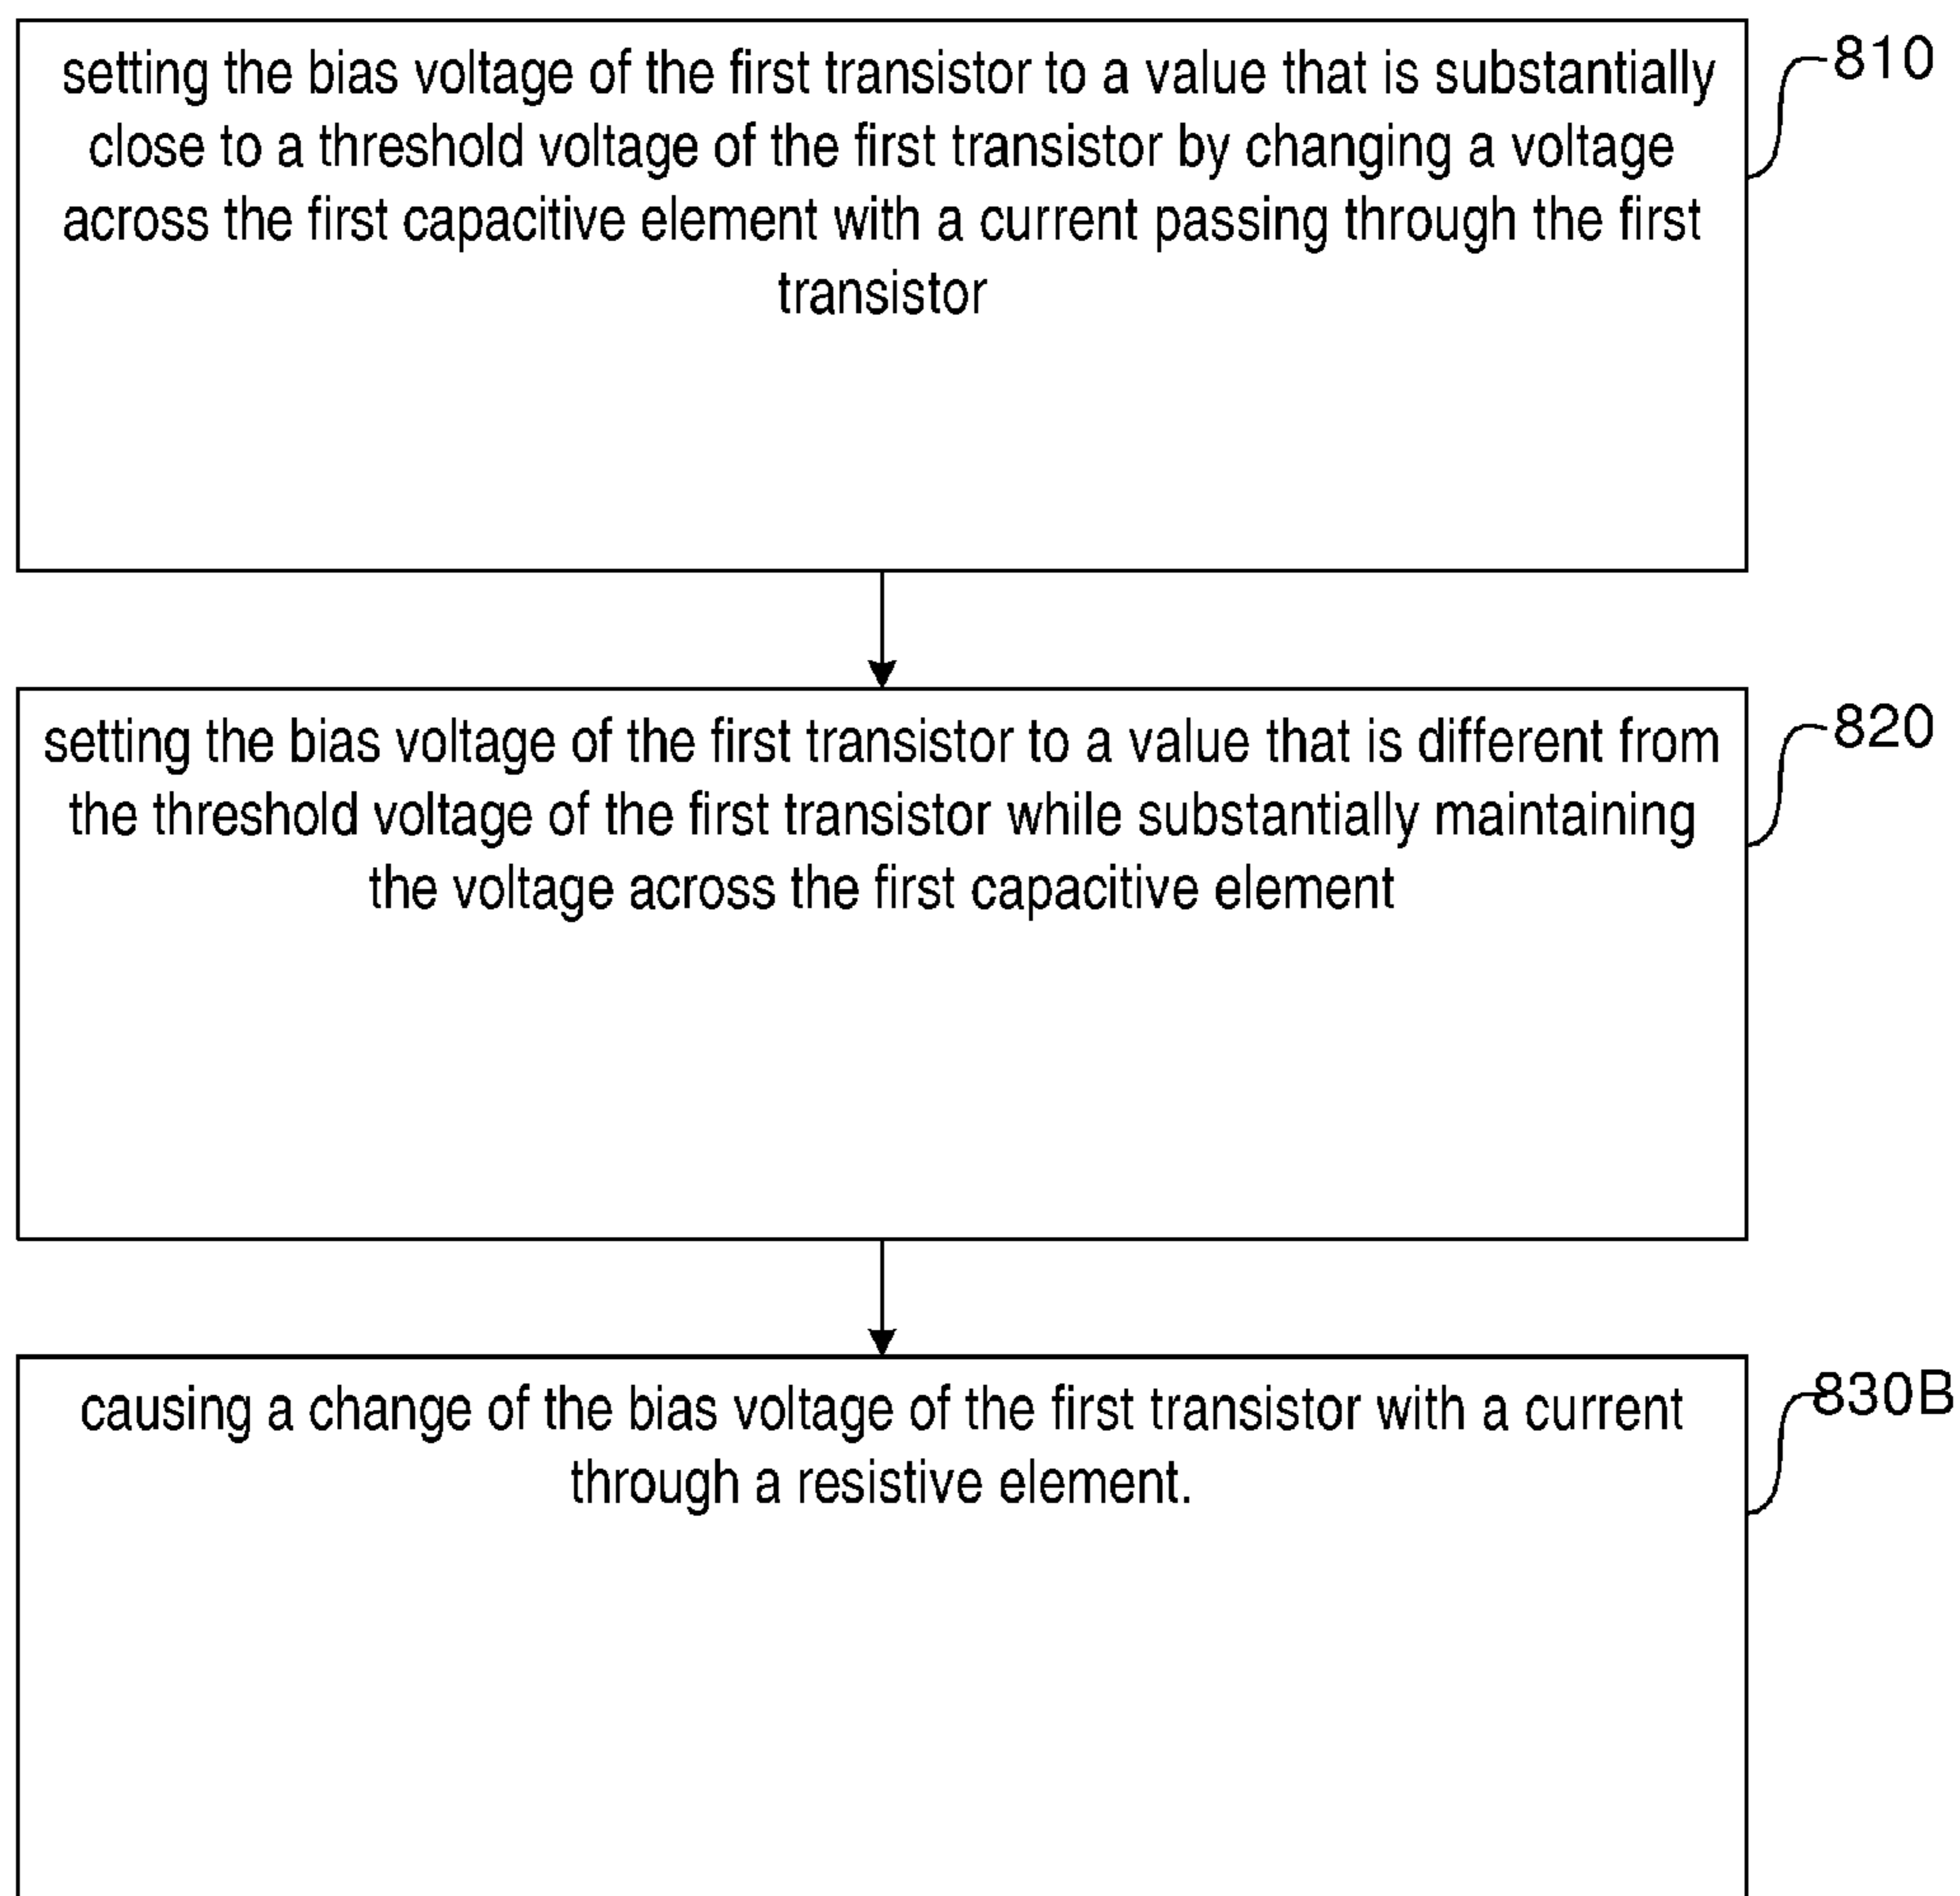 setting the bias voltage of the first transistor to a value that is substantially
close to a threshold voltage of the first transistor by changing a voltage
across the first capacitive element with a current passing through the first
transistor
810
setting the bias voltage of the first transistor to a value that is different from
the threshold voltage of the first transistor while substantially maintaining
the voltage across the first capacitive element
820
causing a change of the bias voltage of the first transistor with a current
through a resistive element.
830B